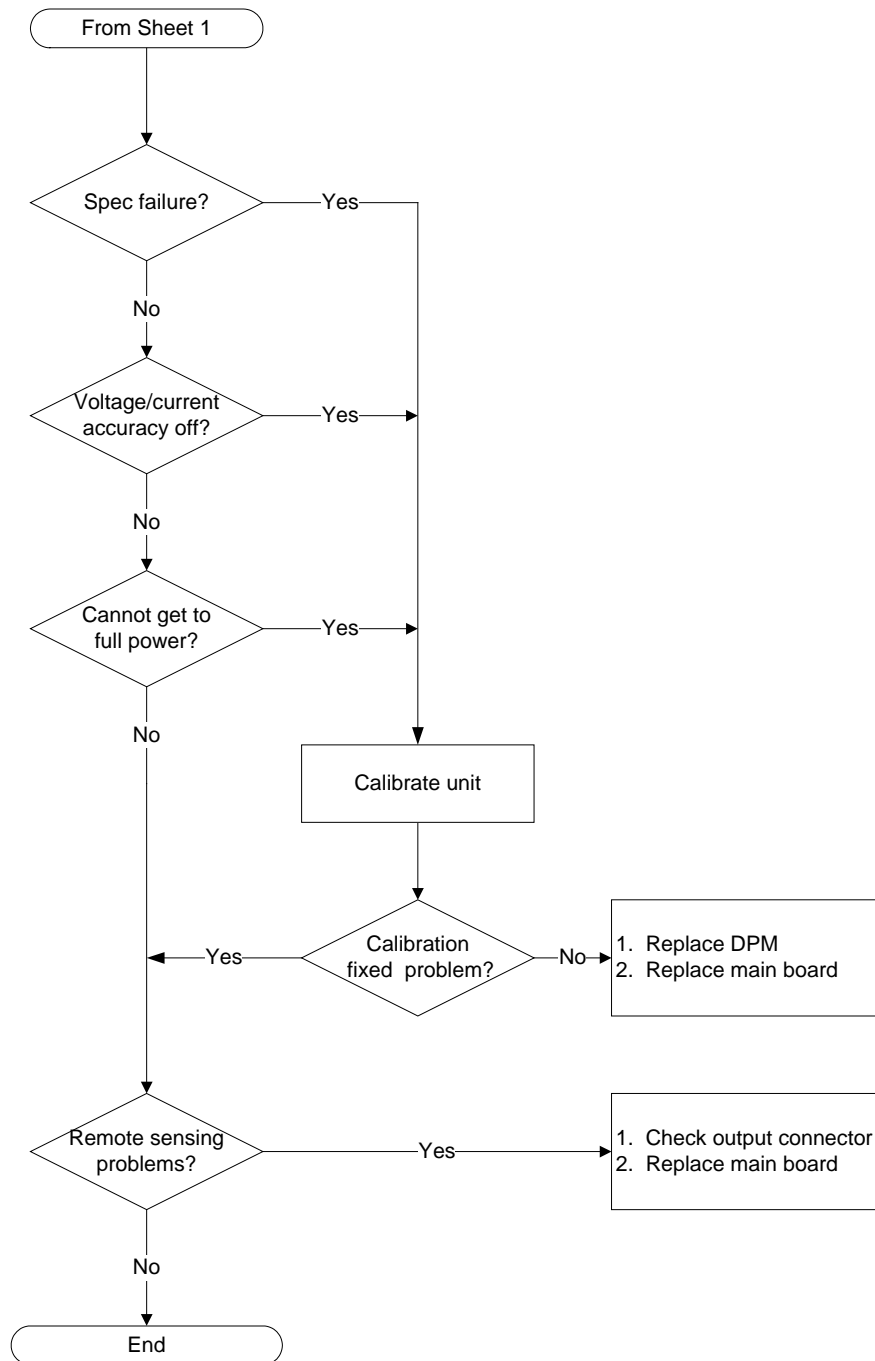 From Sheet 1
Spec failure?
Yes
No
Voltage/current
accuracy off?
Yes
No
Cannot get to
full power?
Yes
No
Calibrate unit
Calibration
fixed problem?
Yes
No
1. Replace DPM
2. Replace main board
Remote sensing
problems?
Yes
1. Check output connector
2. Replace main board
No
End